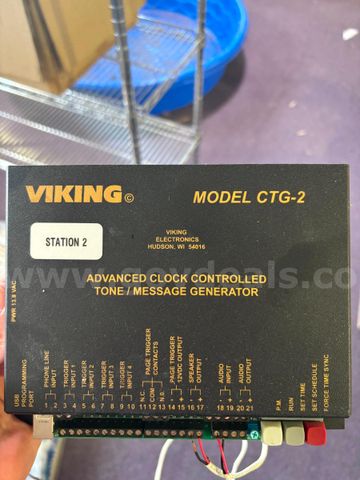 VIKING©
MODEL CTG-2
STATION 2
VIKING
ELECTRONICS
HUDSON, WI 54016
PWR 13.8 VAC
ADVANCED CLOCK CONTROLLED
TONE / MESSAGE GENERATOR
USB
PROGRAMMING
PORT
PHONE LINE
INPUT
TRIGGER
INPUT 1
TRIGGER
INPUT 2
TRIGGER
INPUT 3
TRIGGER
INPUT 4
PAGE TRIGGER
CONTACTS
N.C.
COM
N.O.
PAGE TRIGGER
12VDC OUTPUT
SPEAKER
OUTPUT
AUDIO
INPUT
AUDIO
OUTPUT
P.M.
RUN
SET TIME
SET SCHEDULE
FORCE TIME SYNC
- + - + - + - +
1 2 3 4 5 6 7 8 9 10 11 12 13 14 15 16 17 18 19 20 21